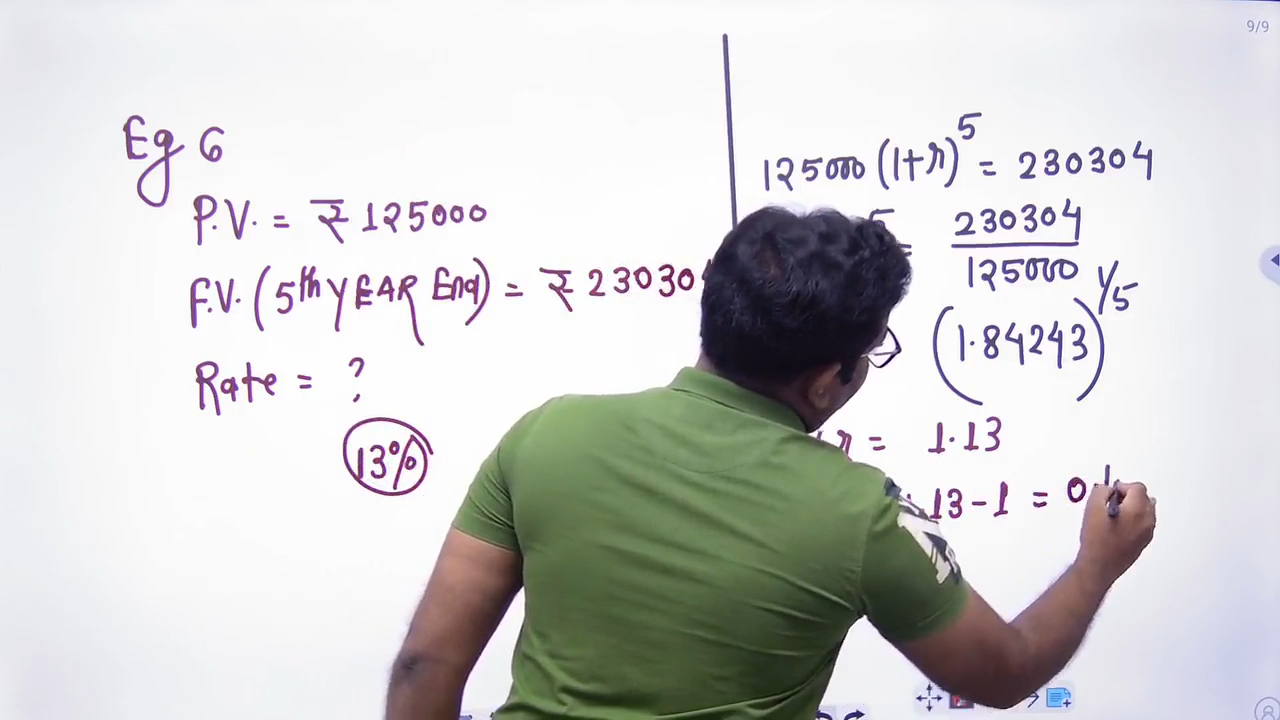 9/9
Eg 6
P.V. = ₹ 125000
F.V. (5th YEAR End) = ₹ 23030
Rate = ?
13%
125000 (1+r)^5 = 230304
5 = 230304/125000
(1.84243)^1/5
+r = 1.13
.13-1 = 0.1